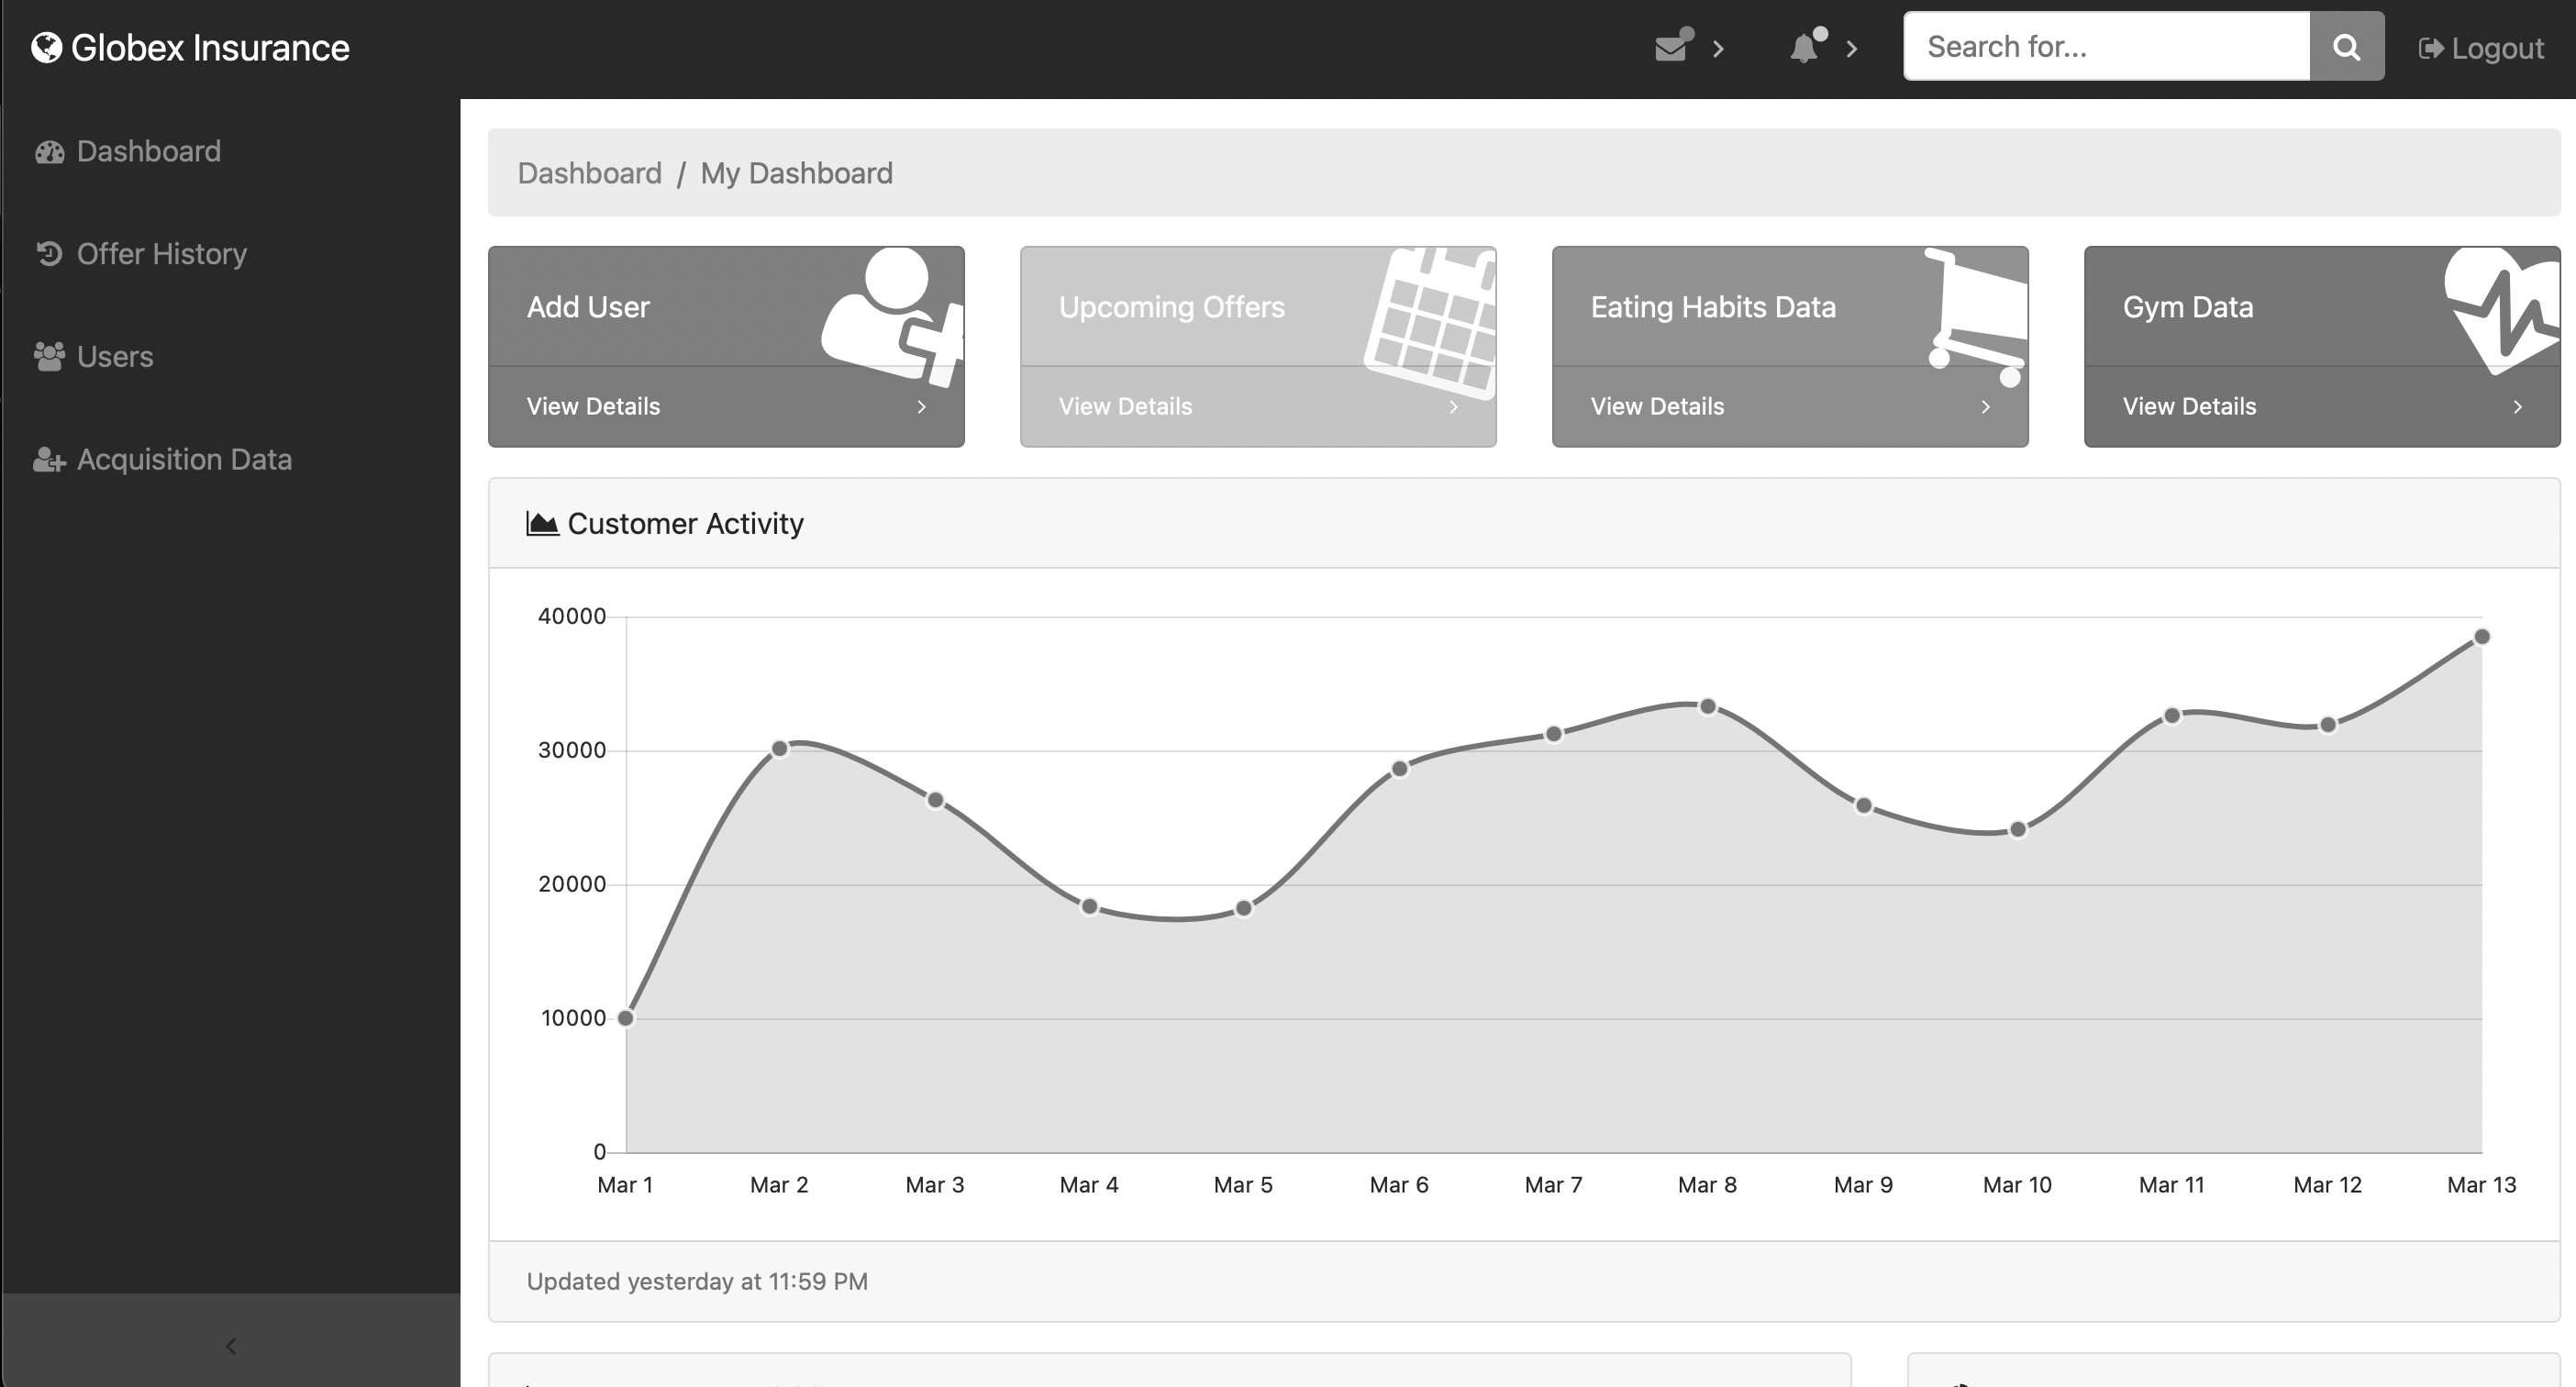 Globex Insurance
Search for...
Logout
Dashboard
Offer History
Users
Acquisition Data
Dashboard / My Dashboard
Add User
View Details
Upcoming Offers
View Details
Eating Habits Data
View Details
Gym Data
View Details
Customer Activity
40000
30000
20000
10000
0
Mar 1 Mar 2 Mar 3 Mar 4 Mar 5 Mar 6 Mar 7 Mar 8 Mar 9 Mar 10 Mar 11 Mar 12 Mar 13
Updated yesterday at 11:59 PM